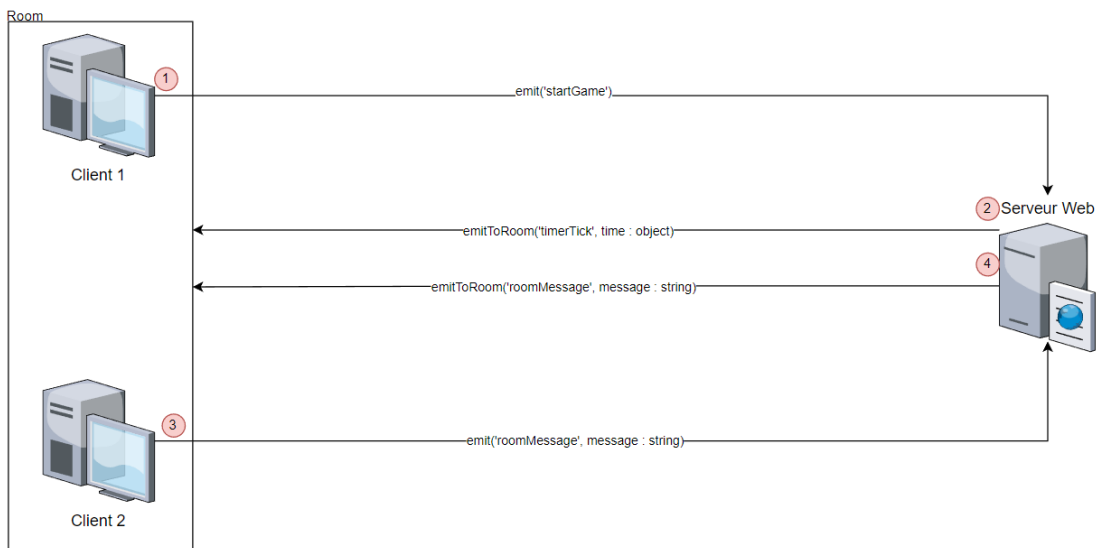 Room
1
emit('startGame')
Client 1
2
Serveur Web
emitToRoom('timerTick', time : object)
4
emitToRoom('roomMessage', message : string)
3
emit('roomMessage', message : string)
Client 2